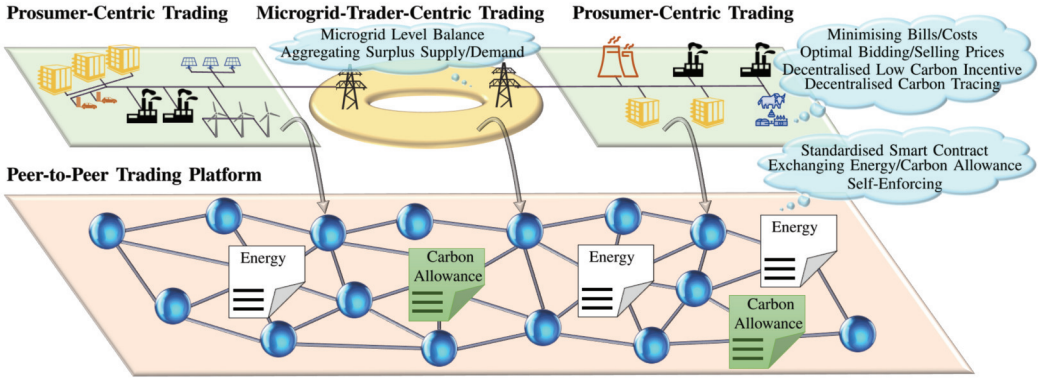 Prosumer-Centric Trading
Microgrid-Trader-Centric Trading
Prosumer-Centric Trading
Microgrid Level Balance
Aggregating Surplus Supply/Demand
Minimising Bills/Costs
Optimal Bidding/Selling Prices
Decentralised Low Carbon Incentive
Decentralised Carbon Tracing
Standardised Smart Contract
Exchanging Energy/Carbon Allowance
Self-Enforcing
Peer-to-Peer Trading Platform
Energy
Carbon
Allowance
Energy
Energy
Carbon
Allowance